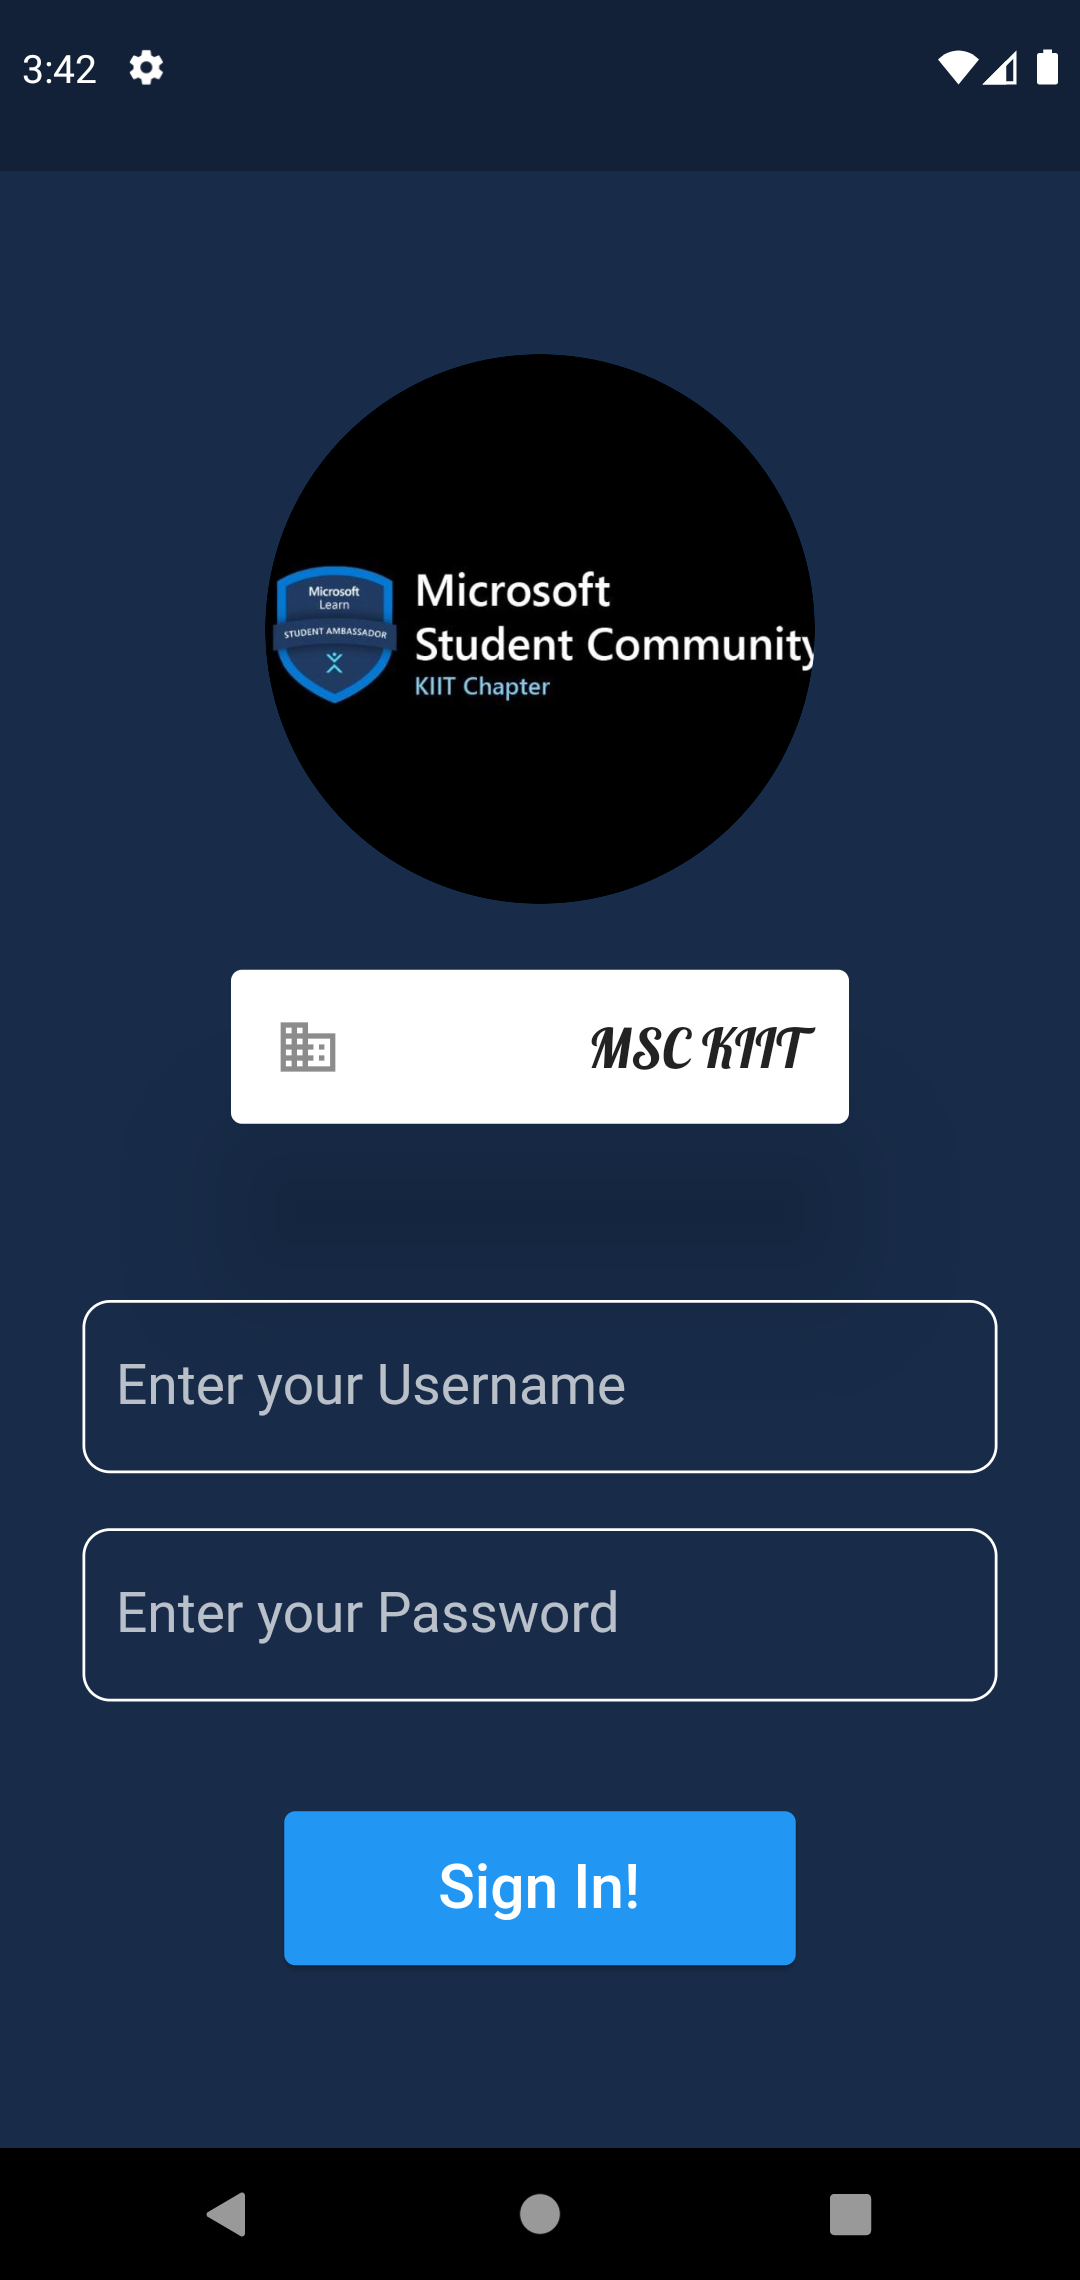 3:42
Microsoft
Learn
STUDENT AMBASSADOR
Microsoft
Student Community
KIIT Chapter
MSC KIIT
Enter your Username
Enter your Password
Sign In!